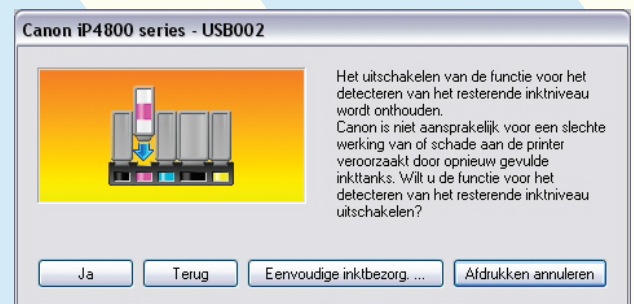 Canon iP4800 series - USB002
Het uitschakelen van de functie voor het
detecteren van het resterende inktniveau
wordt onthouden.
Canon is niet aansprakelijk voor een slechte
werking van of schade aan de printer
veroorzaakt door opnieuw gevulde
inkttanks. Wilt u de functie voor het
detecteren van het resterende inktniveau
uitschakelen?
Ja
Terug
Eenvoudige inktbezorg. ...
Afdrukken annuleren